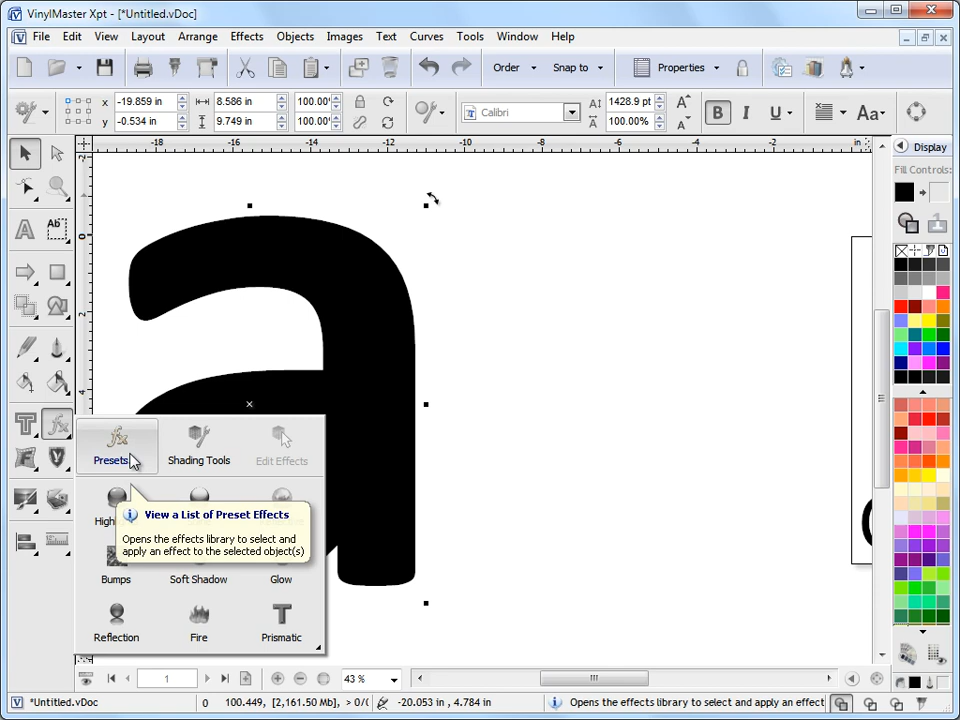 VinylMaster Xpt - [*Untitled.vDoc]
File Edit View Layout Arrange Effects Objects Images Text Curves Tools Window Help
Order Snap to Properties
x -19.859 in 8.586 in 100.00 Calibri 1428.9 pt B I U Aa
y -0.534 in 9.749 in 100.00 100.00%
-18 -16 -14 -12 -10 -8 -6 -4 -2 in
Display
Fill Controls:
a
Presets Shading Tools Edit Effects
View a List of Preset Effects
Opens the effects library to select and
apply an effect to the selected object(s)
Bumps Soft Shadow Glow
Reflection Fire Prismatic
1 43 %
*Untitled.vDoc 0 100.449, [2,161.50 Mb], > 0/( -20.053 in , 4.784 in Opens the effects library to select and apply an effect